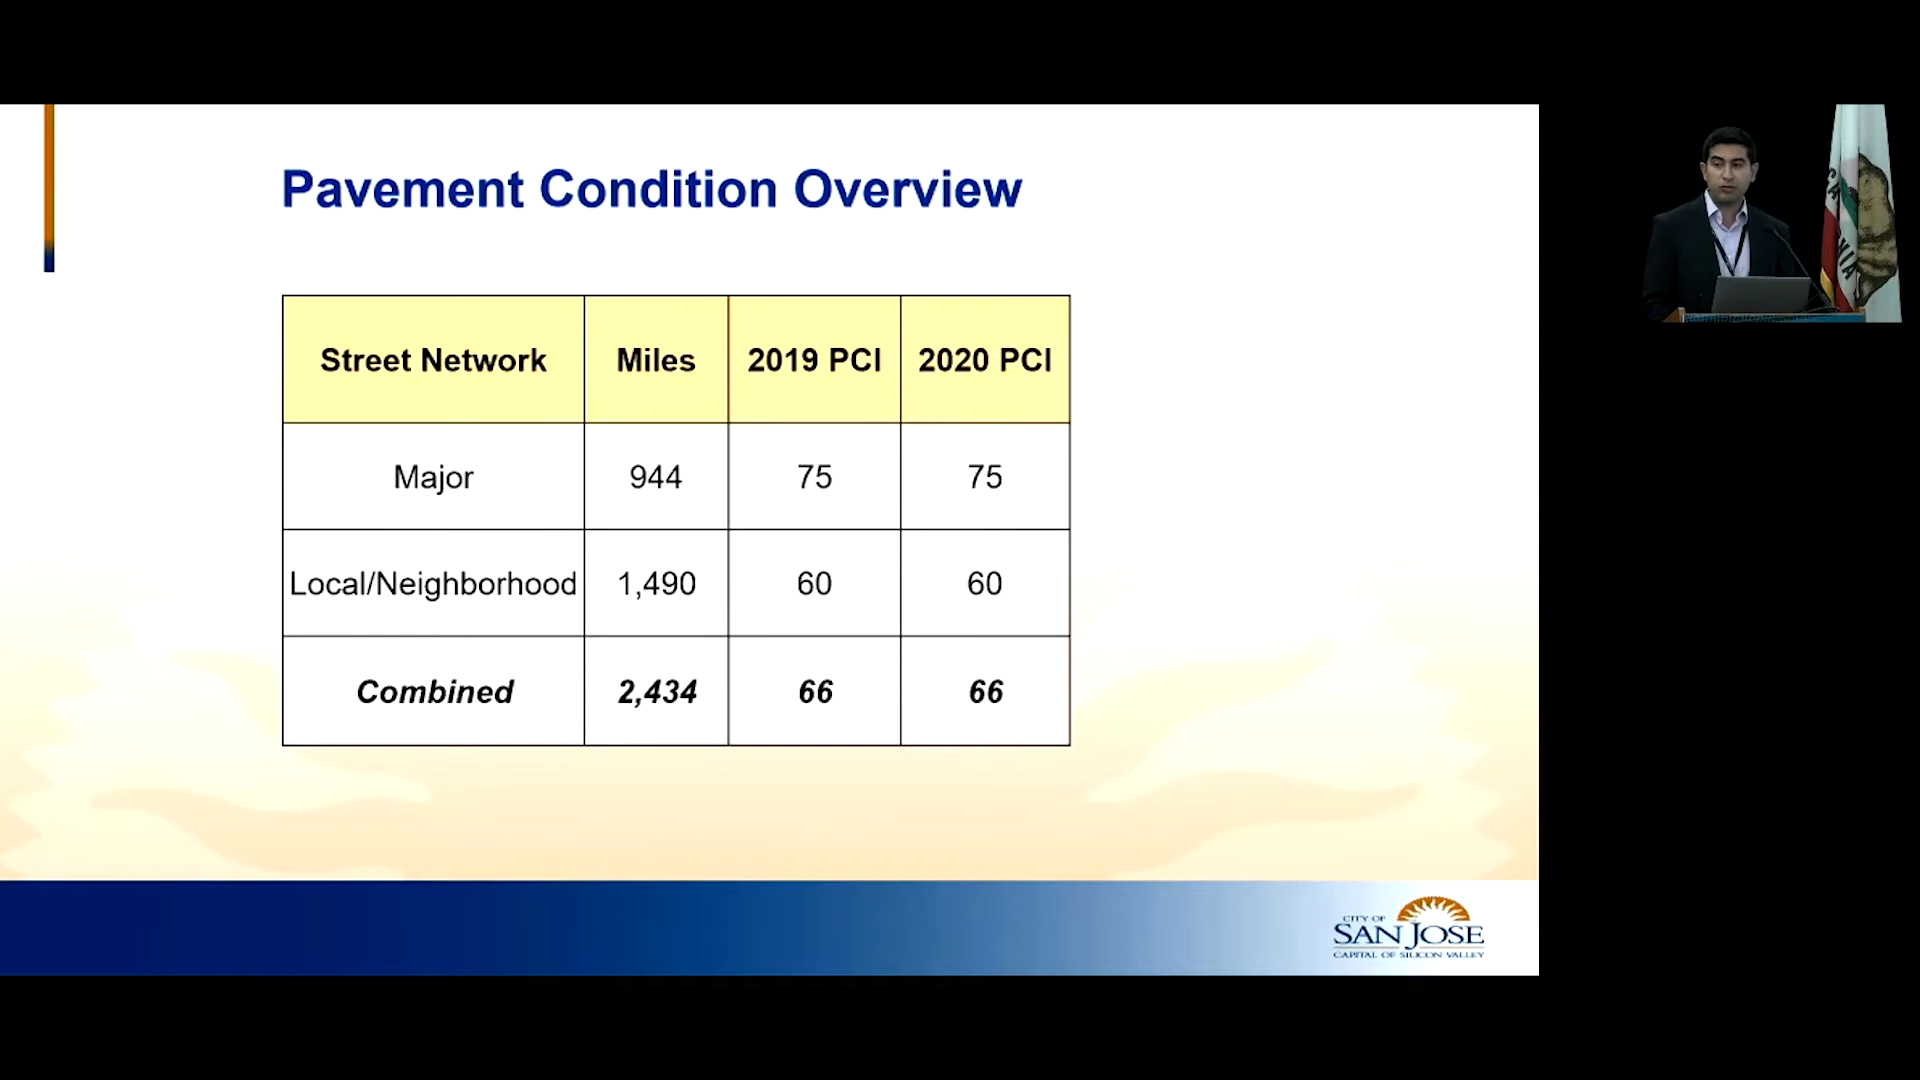 Pavement Condition Overview
Street Network Miles 2019 PCI 2020 PCI
Major 944 75 75
Local/Neighborhood 1,490 60 60
Combined 2,434 66 66
CITY OF
SAN JOSE
CAPITAL OF SILICON VALLEY